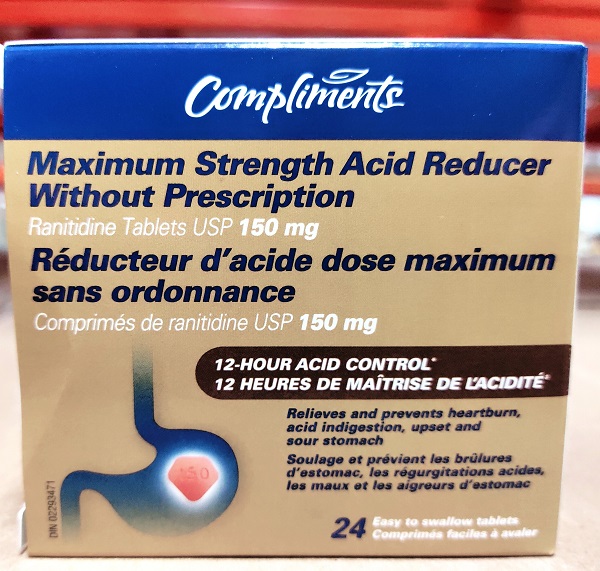 Compliments
Maximum Strength Acid Reducer
Without Prescription
Ranitidine Tablets USP 150 mg
Réducteur d'acide dose maximum
sans ordonnance
Comprimés de ranitidine USP 150 mg
12-HOUR ACID CONTROL*
12 HEURES DE MAÎTRISE DE L'ACIDITÉ*
Relieves and prevents heartburn,
acid indigestion, upset and
sour stomach
Soulage et prévient les brûlures
d'estomac, les régurgitations acides,
les maux et les aigreurs d'estomac
150
DIN 02293471
24 Easy to swallow tablets
Comprimés faciles à avaler